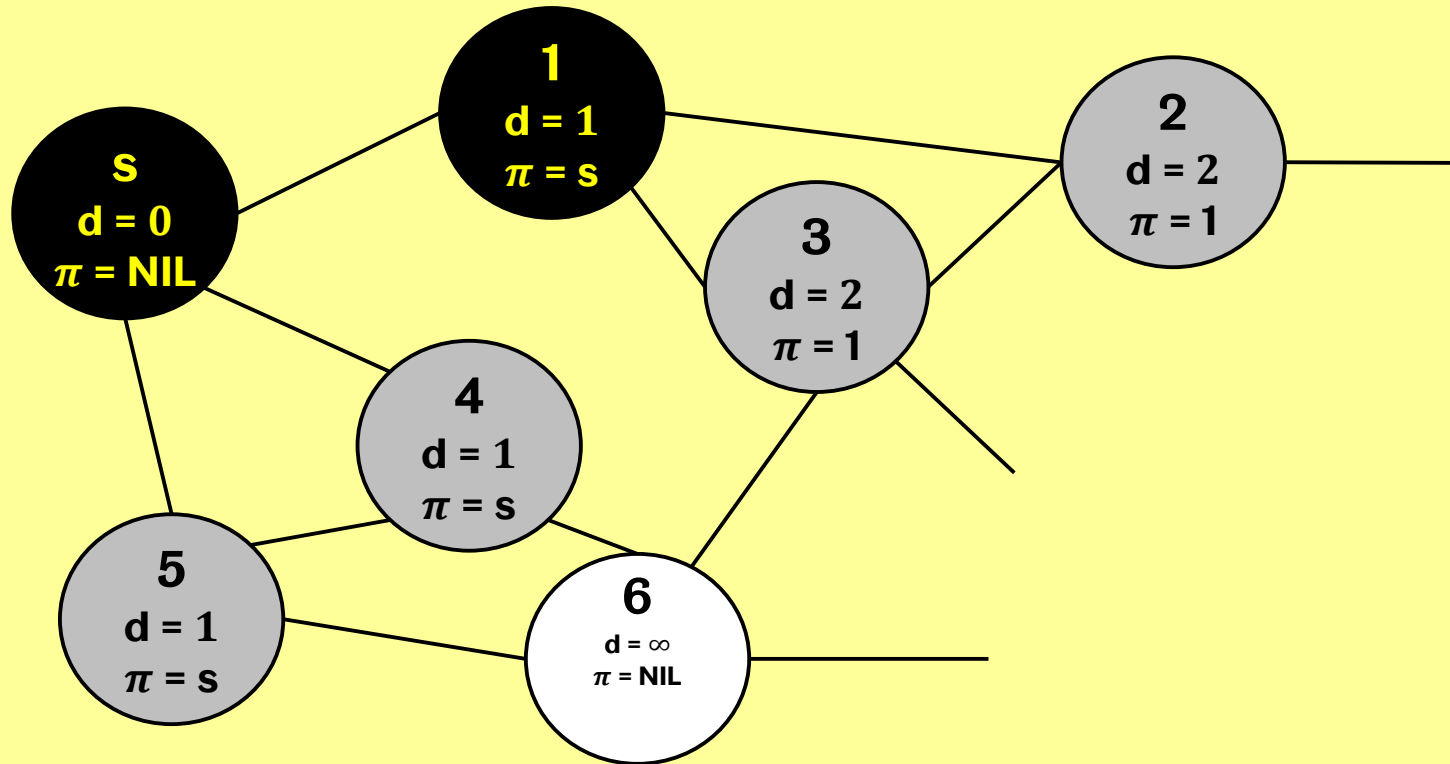 s
d = 0
π = NIL
1
d = 1
π = s
2
d = 2
π = 1
3
d = 2
π = 1
4
d = 1
π = s
5
d = 1
π = s
6
d = ∞
π = NIL